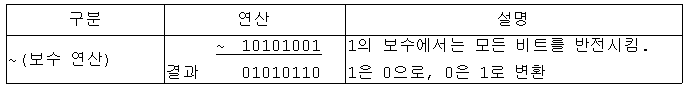 구분 연산 설명
~(보수 연산) ~ 10101001 1의 보수에서는 모든 비트를 반전시킴.
결과 01010110 1은 0으로, 0은 1로 변환